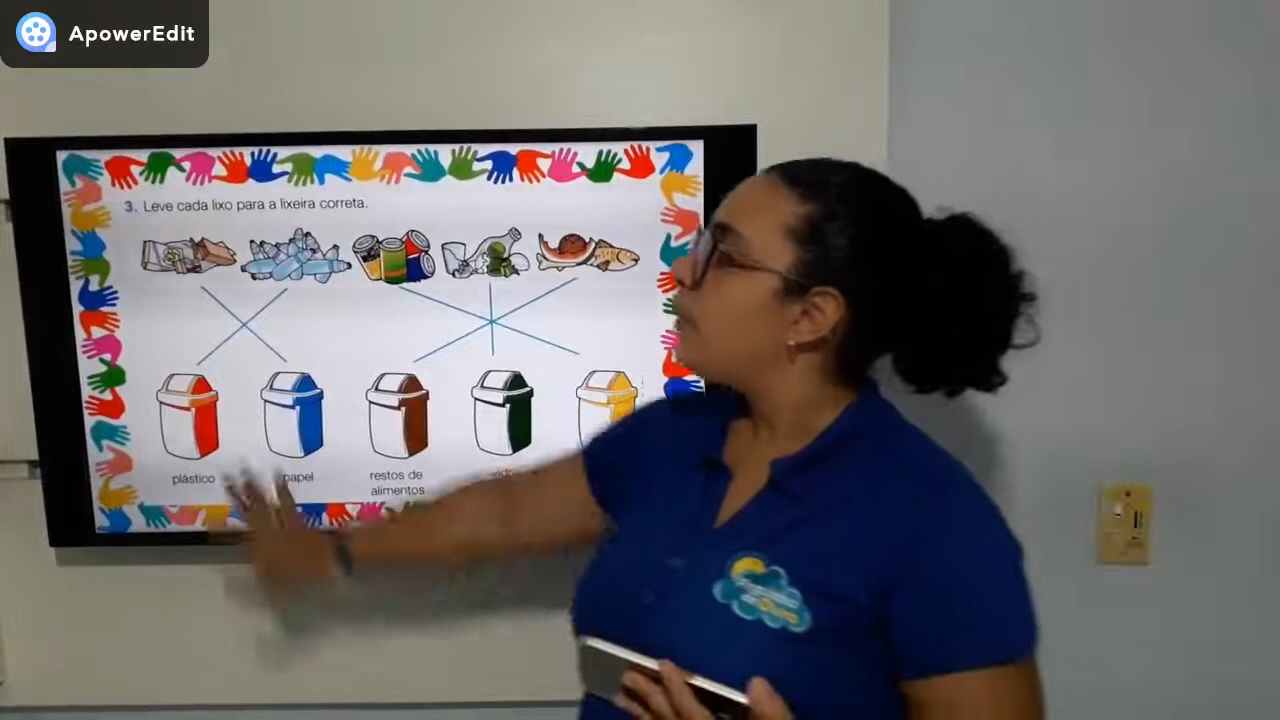 ApowerEdit
3. Leve cada lixo para a lixeira correta.
plástico
papel
restos de
alimentos